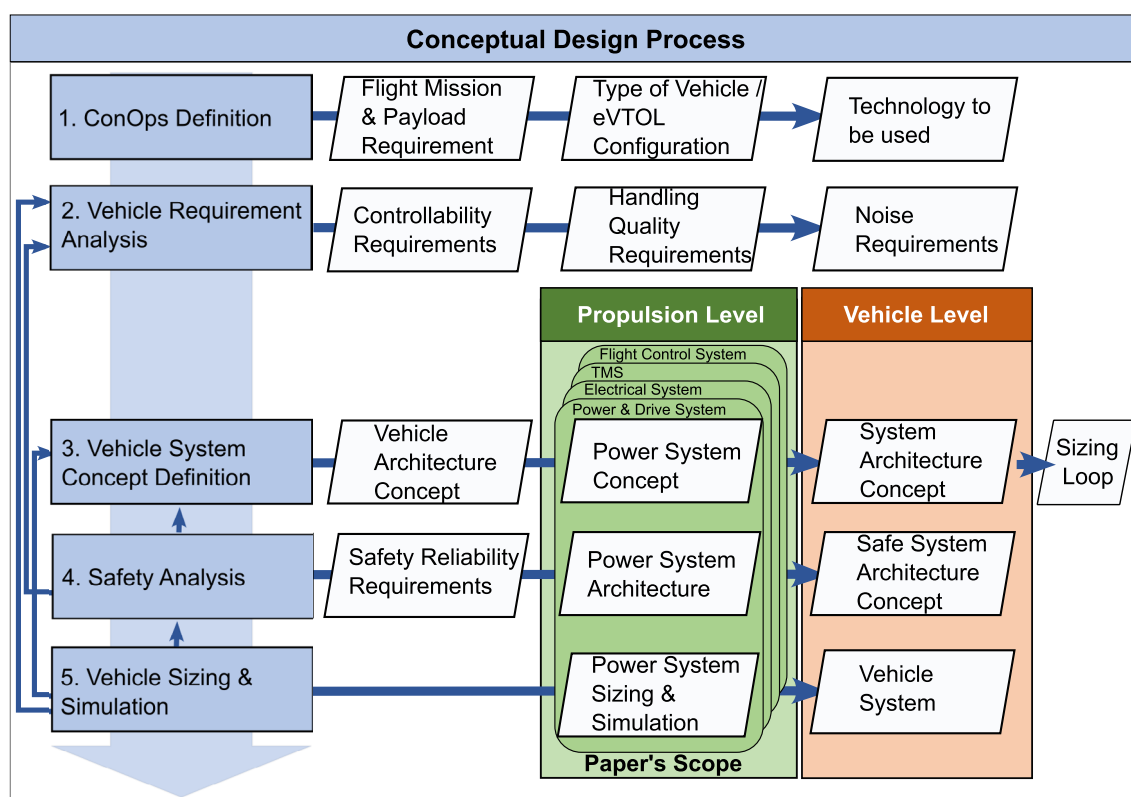 Conceptual Design Process
1. ConOps Definition
Flight Mission
& Payload
Requirement
Type of Vehicle /
eVTOL
Configuration
Technology to
be used
2. Vehicle Requirement
Analysis
Controllability
Requirements
Handling
Quality
Requirements
Noise
Requirements
Propulsion Level
Vehicle Level
Flight Control System
TMS
Electrical System
Power & Drive System
3. Vehicle System
Concept Definition
Vehicle
Architecture
Concept
Power System
Concept
System
Architecture
Concept
Sizing
Loop
4. Safety Analysis
Safety Reliability
Requirements
Power System
Architecture
Safe System
Architecture
Concept
5. Vehicle Sizing &
Simulation
Power System
Sizing &
Simulation
Vehicle
System
Paper's Scope